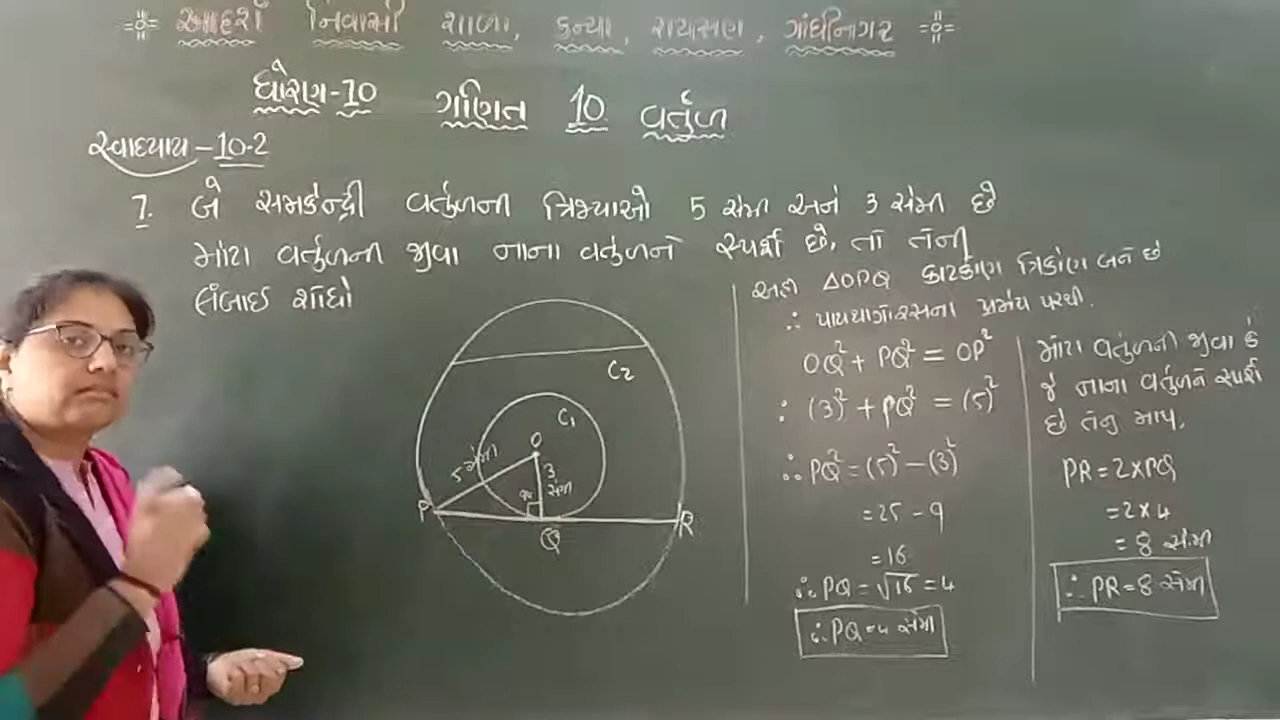 આદર્શ નિવાસી શાળા, કન્યા, રાયસણ, ગાંધીનગર
ધોરણ-10 ગણિત 10 વર્તુળ
સ્વાધ્યાય-10.2
7. બે સમકેન્દ્રી વર્તુળની ત્રિજ્યાઓ 5 સેમી અને 3 સેમી છે
મોટા વર્તુળની જીવા નાના વર્તુળને સ્પર્શે છે, તો તેની
લંબાઇ શોધો
C2
C1
O
5 સેમી
3 સેમી
90
P
Q
R
અહીં ΔOPQ કાટકોણ ત્રિકોણ બને છે
∴ પાયથાગોરસના પ્રમેય પરથી.
OQ² + PQ² = OP²
∴ (3)² + PQ² = (5)²
∴ PQ² = (5)² - (3)²
= 25 - 9
= 16
∴ PQ = √16 = 4
∴ PQ = 4 સેમી
મોટા વર્તુળની જીવા કે
જે નાના વર્તુળને સ્પર્શે
છે તેનુ માપ,
PR = 2×PQ
= 2×4
= 8 સેમી
∴ PR = 8 સેમી